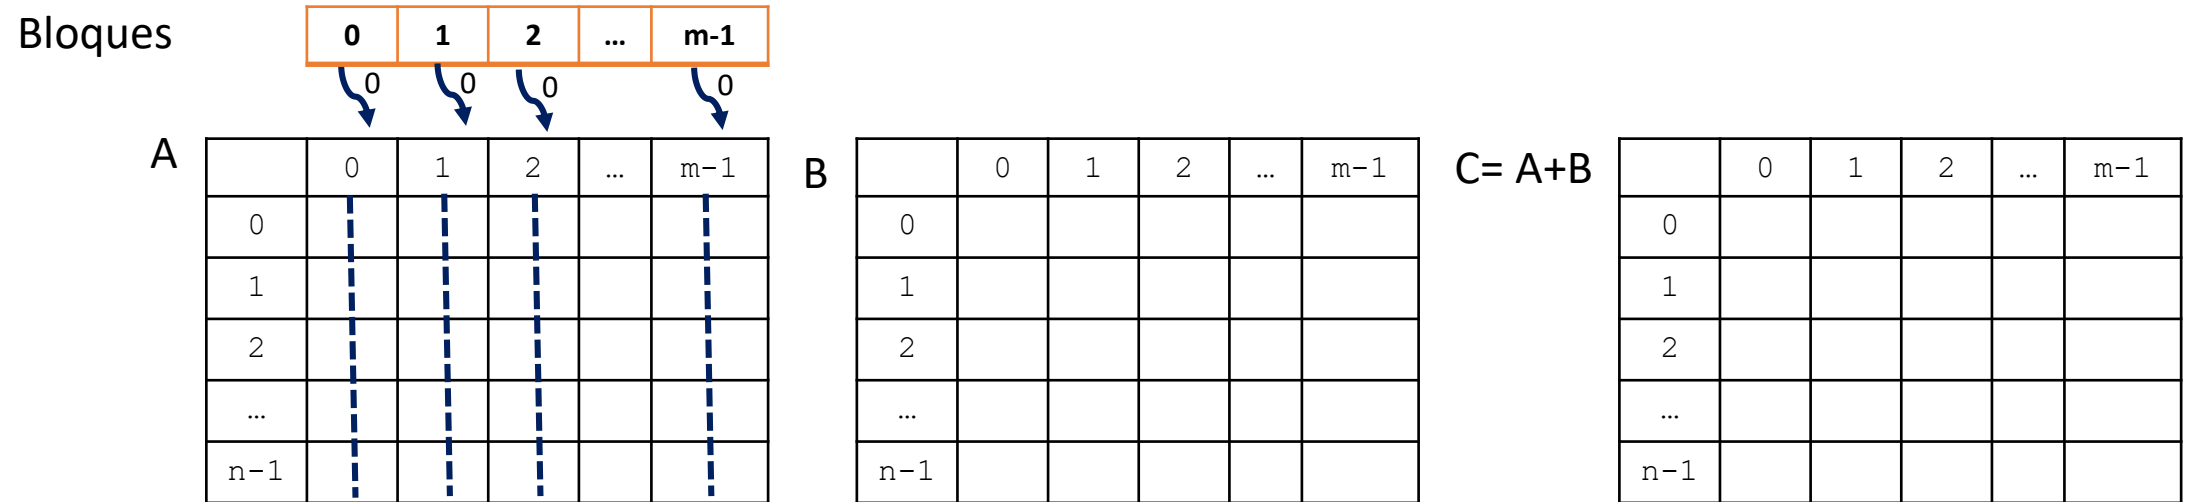 Bloques 0 1 2 … m-1
0 0 0 0
A 0 1 2 … m-1
0
1
2
…
n-1
B 0 1 2 … m-1
0
1
2
…
n-1
C= A+B 0 1 2 … m-1
0
1
2
…
n-1